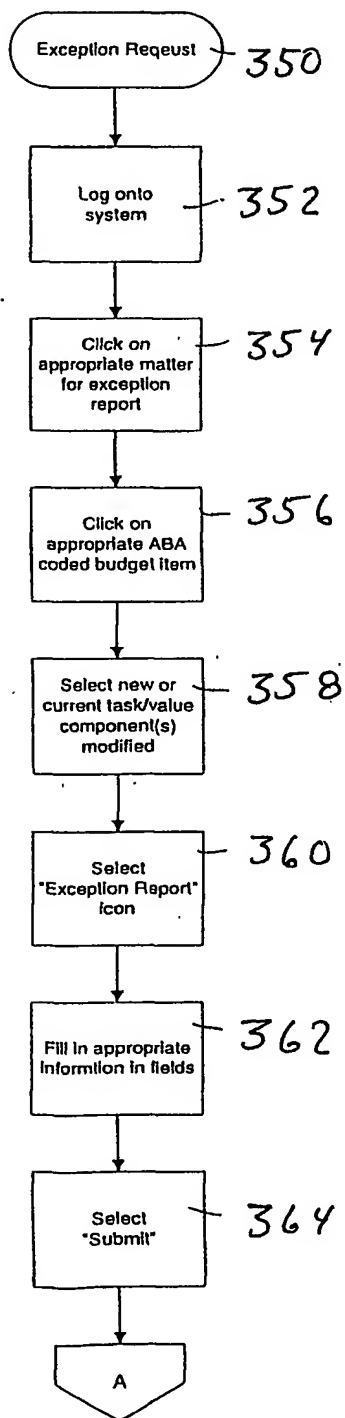 Exception Reqeust 350
Log onto
system
352
Click on
appropriate matter
for exception
report
354
Click on
appropriate ABA
coded budget item
356
Select new or
current task/value
component(s)
modified
358
Select
"Exception Report"
Icon
360
Fill in appropriate
informtion in fields
362
Select
"Submit"
364
A